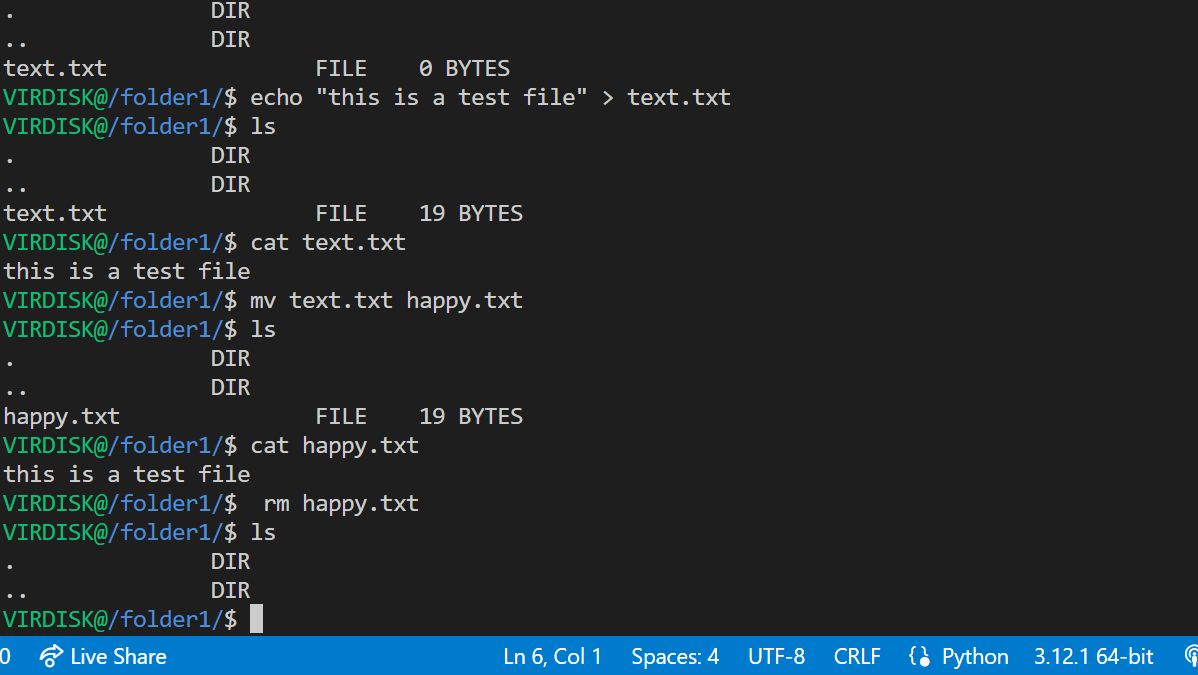 . DIR
.. DIR
text.txt FILE 0 BYTES
VIRDISK@/folder1/$ echo "this is a test file" > text.txt
VIRDISK@/folder1/$ ls
. DIR
.. DIR
text.txt FILE 19 BYTES
VIRDISK@/folder1/$ cat text.txt
this is a test file
VIRDISK@/folder1/$ mv text.txt happy.txt
VIRDISK@/folder1/$ ls
. DIR
.. DIR
happy.txt FILE 19 BYTES
VIRDISK@/folder1/$ cat happy.txt
this is a test file
VIRDISK@/folder1/$  rm happy.txt
VIRDISK@/folder1/$ ls
. DIR
.. DIR
VIRDISK@/folder1/$
0 Live Share Ln 6, Col 1 Spaces: 4 UTF-8 CRLF {} Python 3.12.1 64-bit